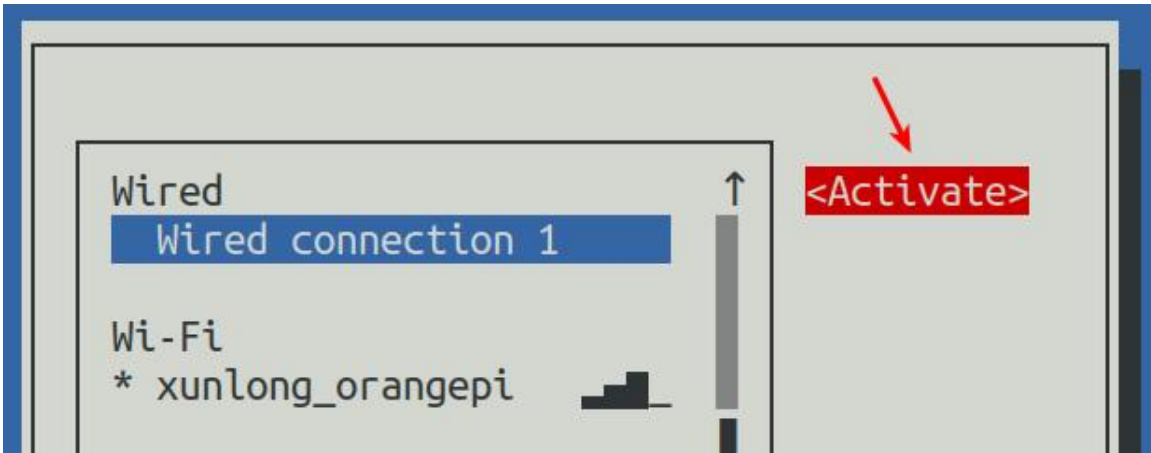 Wired
<Activate>
Wired connection 1
Wi-Fi
* xunlong_orangepi